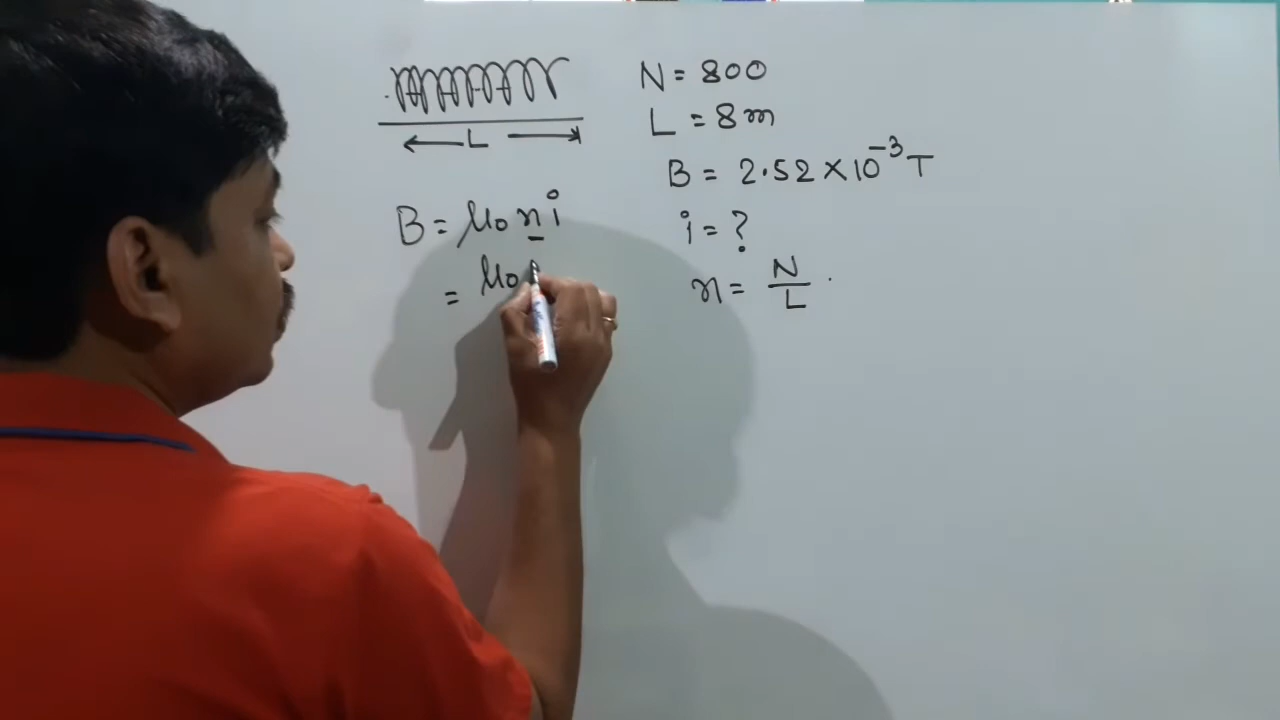 N = 800
L = 8m
← L →
B = 2.52 × 10⁻³ T
B = μ₀ n i
i = ?
= μ₀
n = N/L